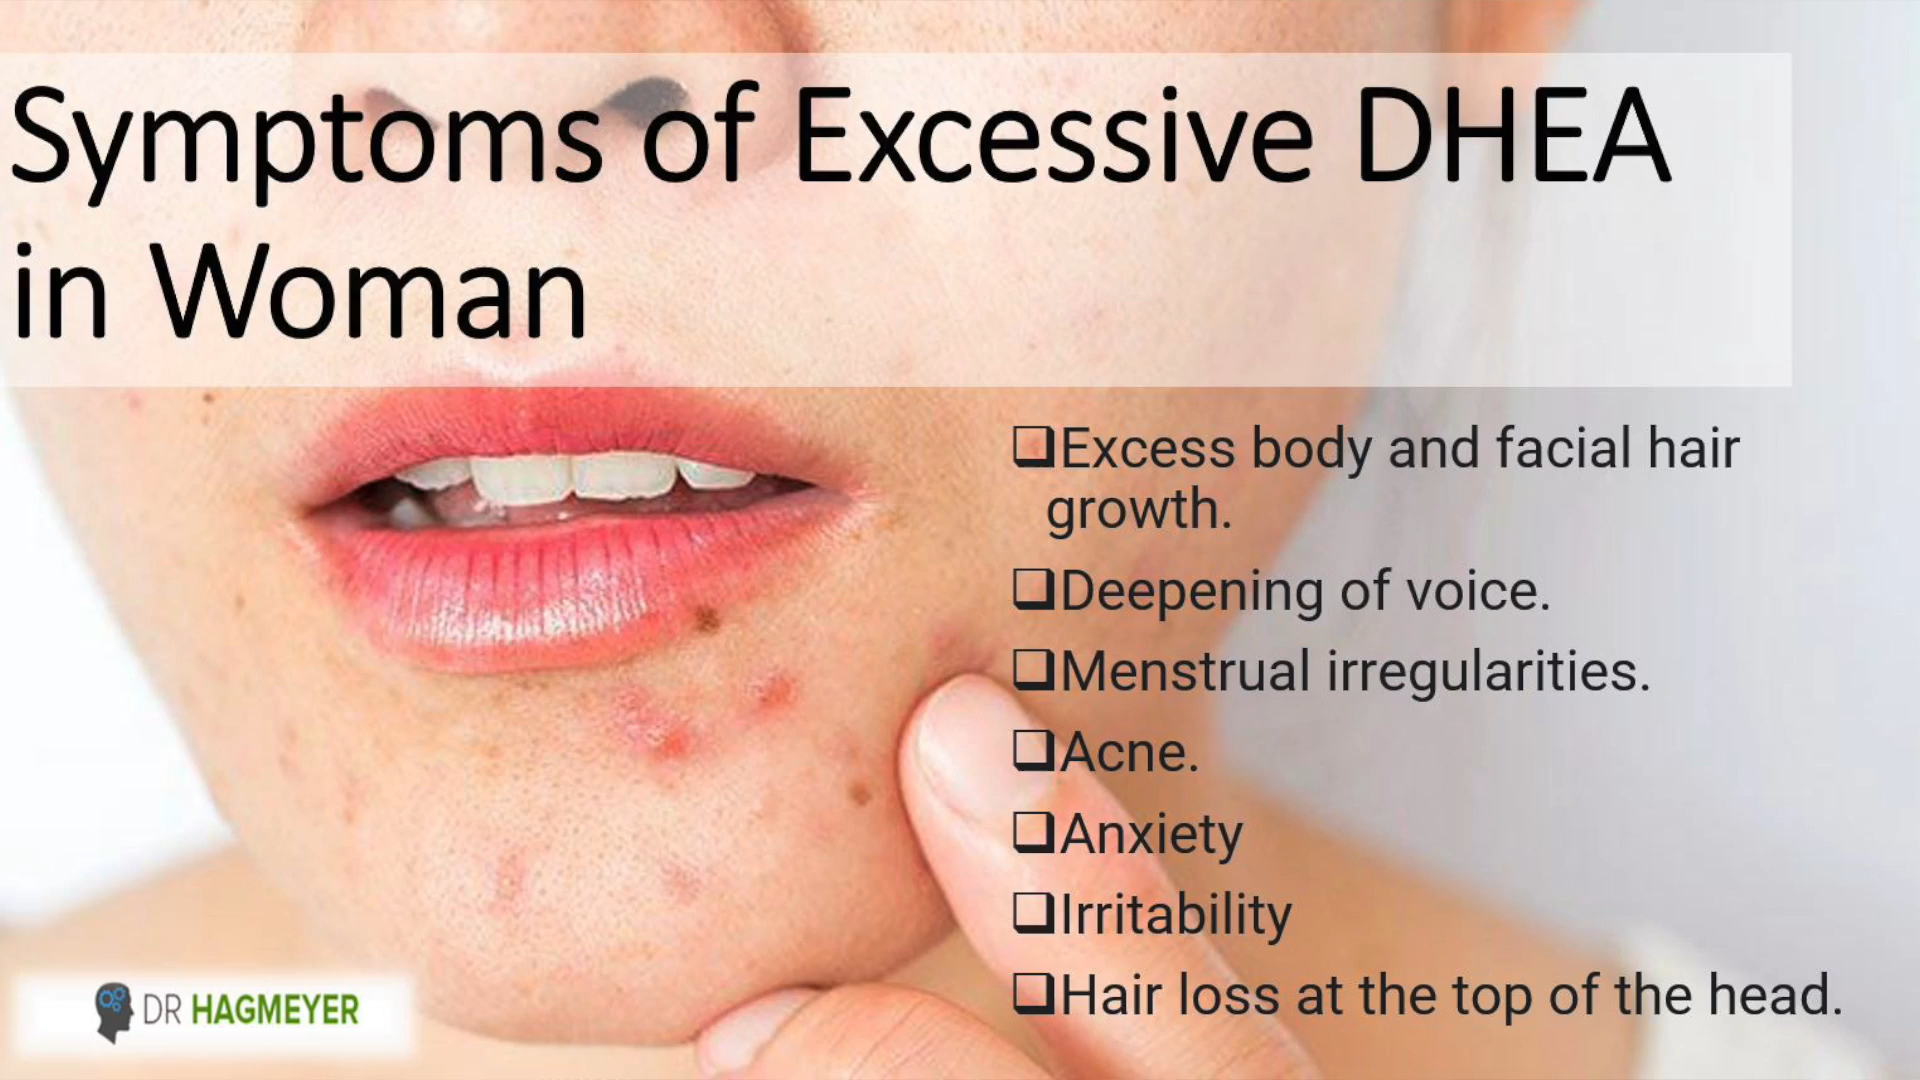 Symptoms of Excessive DHEA
in Woman
❑Excess body and facial hair
growth.
❑Deepening of voice.
❑Menstrual irregularities.
❑Acne.
❑Anxiety
❑Irritability
❑Hair loss at the top of the head.
DR HAGMEYER